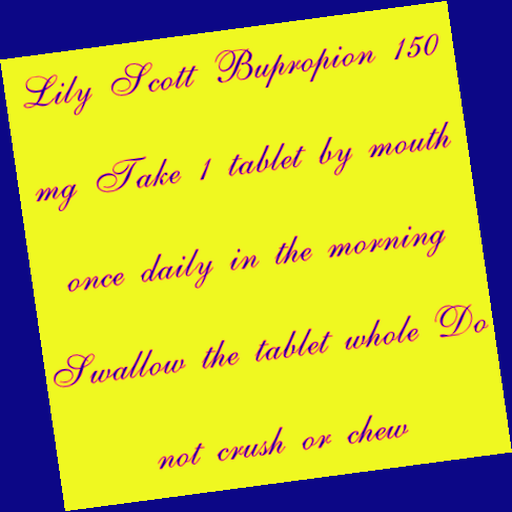 Lily Scott Bupropion 150
mg Take 1 tablet by mouth
once daily in the morning
Swallow the tablet whole Do
not crush or chew